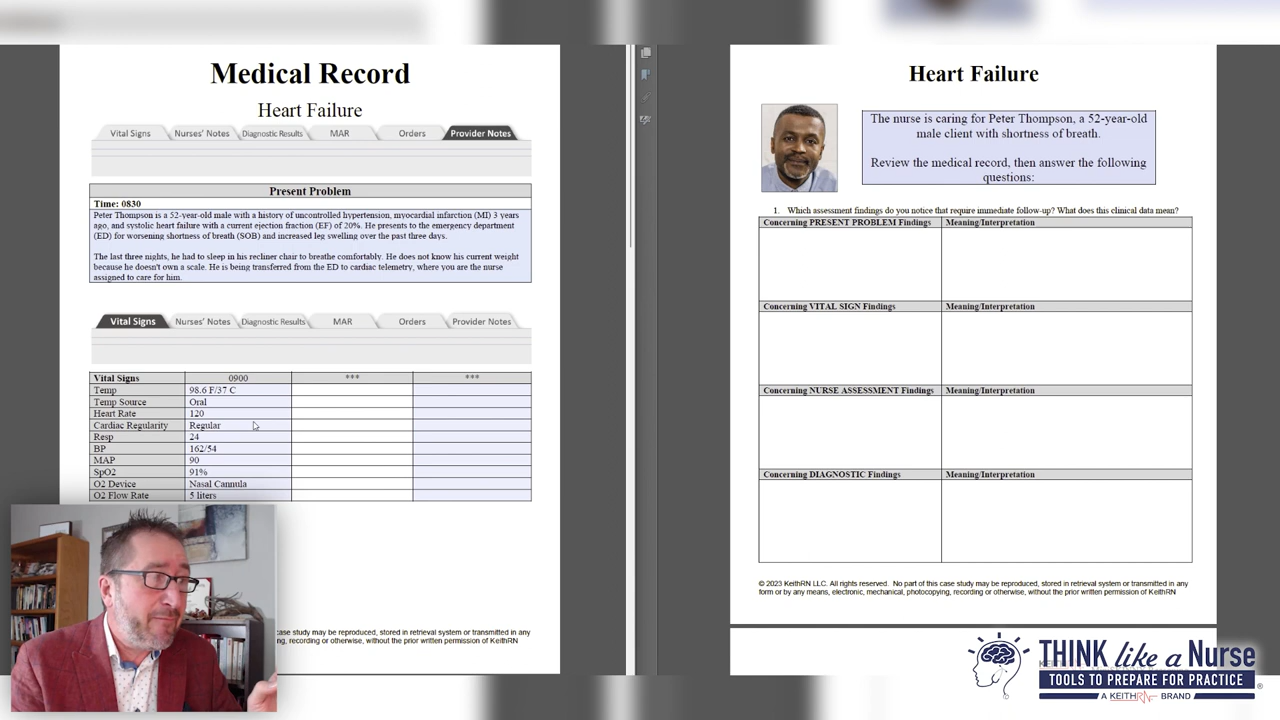 Medical Record
Heart Failure
Vital Signs Nurses' Notes Diagnostic Results MAR Orders Provider Notes
Present Problem
Time: 0830
Peter Thompson is a 52-year-old male with a history of uncontrolled hypertension, myocardial infarction (MI) 3 years
ago, and systolic heart failure with a current ejection fraction (EF) of 20%. He presents to the emergency department
(ED) for worsening shortness of breath (SOB) and increased leg swelling over the past three days.
The last three nights, he had to sleep in his recliner chair to breathe comfortably. He does not know his current weight
because he doesn't own a scale. He is being transferred from the ED to cardiac telemetry, where you are the nurse
assigned to care for him.
Vital Signs Nurses' Notes Diagnostic Results MAR Orders Provider Notes
Vital Signs 0900 *** ***
Temp 98.6 F/37 C
Temp Source Oral
Heart Rate 120
Cardiac Regularity Regular
Resp 24
BP 162/54
MAP 90
SpO2 91%
O2 Device Nasal Cannula
O2 Flow Rate 5 liters
case study may be reproduced, stored in retrieval system or transmitted in any
ng, recording or otherwise, without the prior written permission of KeithRN
Heart Failure
The nurse is caring for Peter Thompson, a 52-year-old
male client with shortness of breath.
Review the medical record, then answer the following
questions:
1. Which assessment findings do you notice that require immediate follow-up? What does this clinical data mean?
Concerning PRESENT PROBLEM Findings Meaning/Interpretation
Concerning VITAL SIGN Findings Meaning/Interpretation
Concerning NURSE ASSESSMENT Findings Meaning/Interpretation
Concerning DIAGNOSTIC Findings Meaning/Interpretation
© 2023 KeithRN LLC. All rights reserved. No part of this case study may be reproduced, stored in retrieval system or transmitted in any
form or by any means, electronic, mechanical, photocopying, recording or otherwise, without the prior written permission of KeithRN
THINK like a Nurse
TOOLS TO PREPARE FOR PRACTICE
A KEITHRN BRAND
®